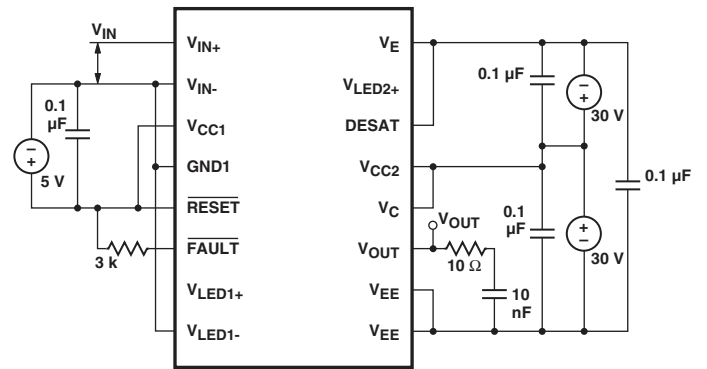 VIN
VIN+
VE
0.1 µF
VIN-
VLED2+
− +
30 V
0.1
µF
VCC1
DESAT
− +
5 V
GND1
VCC2
0.1 µF
RESET
VC
VOUT
0.1
µF
+ −
30 V
3 k
FAULT
VOUT
10 Ω
VLED1+
VEE
10
nF
VLED1-
VEE